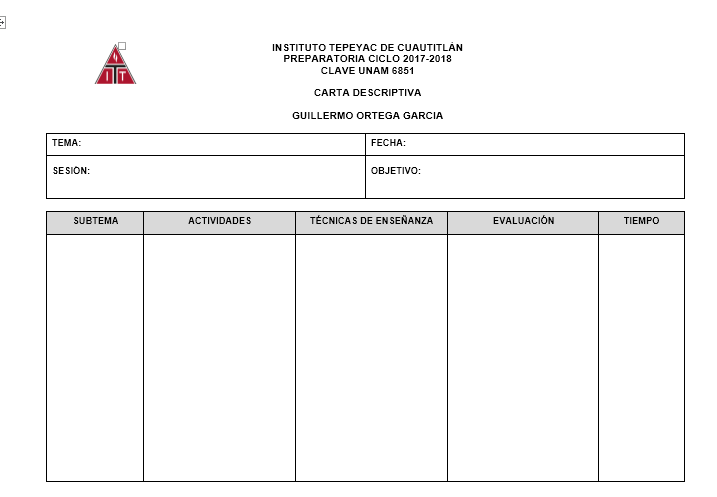 INSTITUTO TEPEYAC DE CUAUTITLÁN
PREPARATORIA CICLO 2017-2018
CLAVE UNAM 6851
CARTA DESCRIPTIVA
GUILLERMO ORTEGA GARCIA
TEMA:
FECHA:
SESIÓN:
OBJETIVO:
SUBTEMA
ACTIVIDADES
TÉCNICAS DE ENSEÑANZA
EVALUACIÓN
TIEMPO